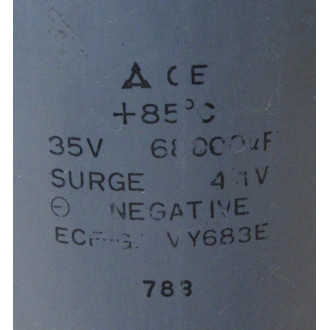 CE
+85°C
35V 68000µF
SURGE
⊖ NEGATIVE
VY683E
783